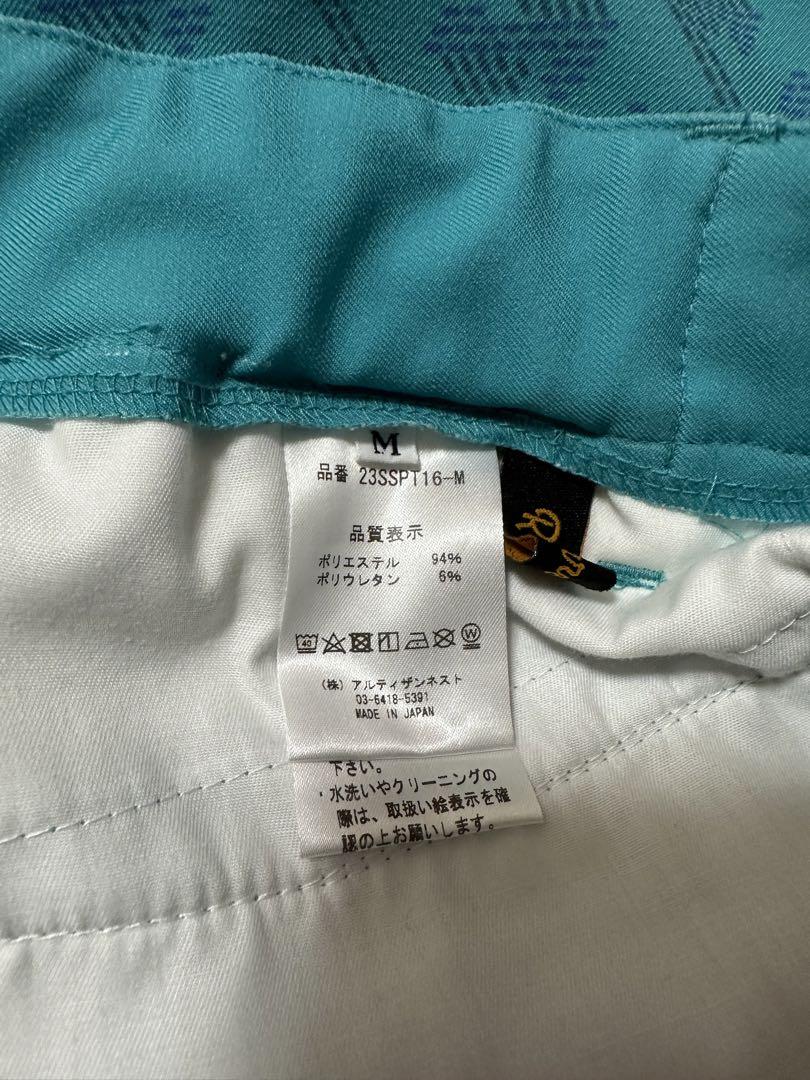 M
品番 23SSPT16-M
品質表示
ポリエステル 94%
ポリウレタン 6%
40
W
(株) アルティザンネスト
03-6418-5391
MADE IN JAPAN
下さい。
・水洗いやクリーニングの
際は、取扱い絵表示を確
認の上お願いします。